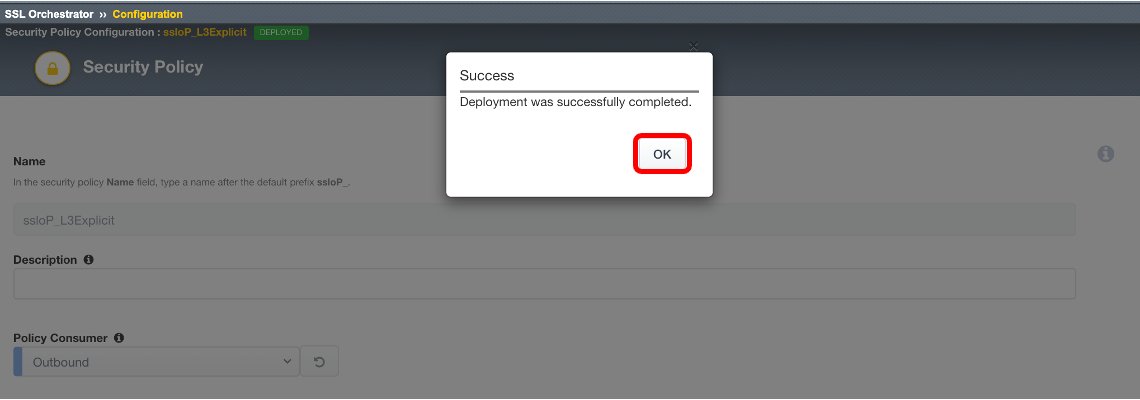 SSL Orchestrator ›› Configuration
Security Policy Configuration : ssloP_L3Explicit DEPLOYED
Security Policy
Success
Deployment was successfully completed.
OK
Name
In the security policy Name field, type a name after the default prefix ssloP_.
ssloP_L3Explicit
Description
Policy Consumer
Outbound